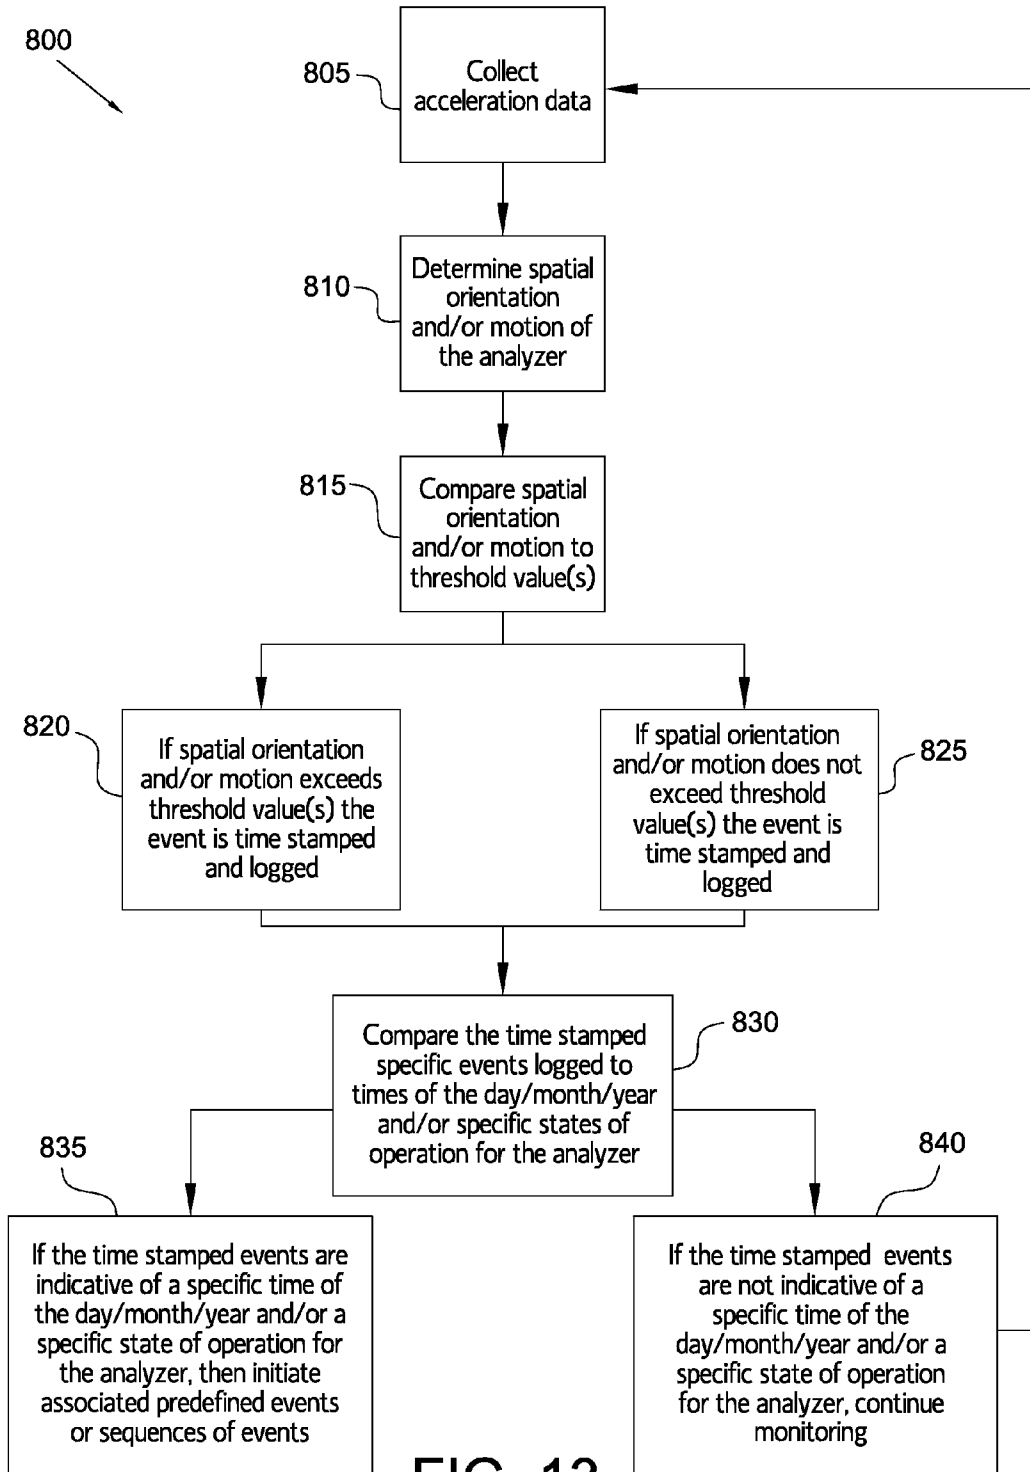 800
805
Collect
acceleration data
810
Determine spatial
orientation
and/or motion of
the analyzer
815
Compare spatial
orientation
and/or motion to
threshold value(s)
820
If spatial orientation
and/or motion exceeds
threshold value(s) the
event is time stamped
and logged
825
If spatial orientation
and/or motion does not
exceed threshold
value(s) the event is
time stamped and
logged
830
Compare the time stamped
specific events logged to
times of the day/month/year
and/or specific states of
operation for the analyzer
835
If the time stamped events are
indicative of a specific time of
the day/month/year and/or a
specific state of operation for
the analyzer, then initiate
associated predefined events
or sequences of events
840
If the time stamped events
are not indicative of a
specific time of the
day/month/year and/or a
specific state of operation
for the analyzer, continue
monitoring
FIG.